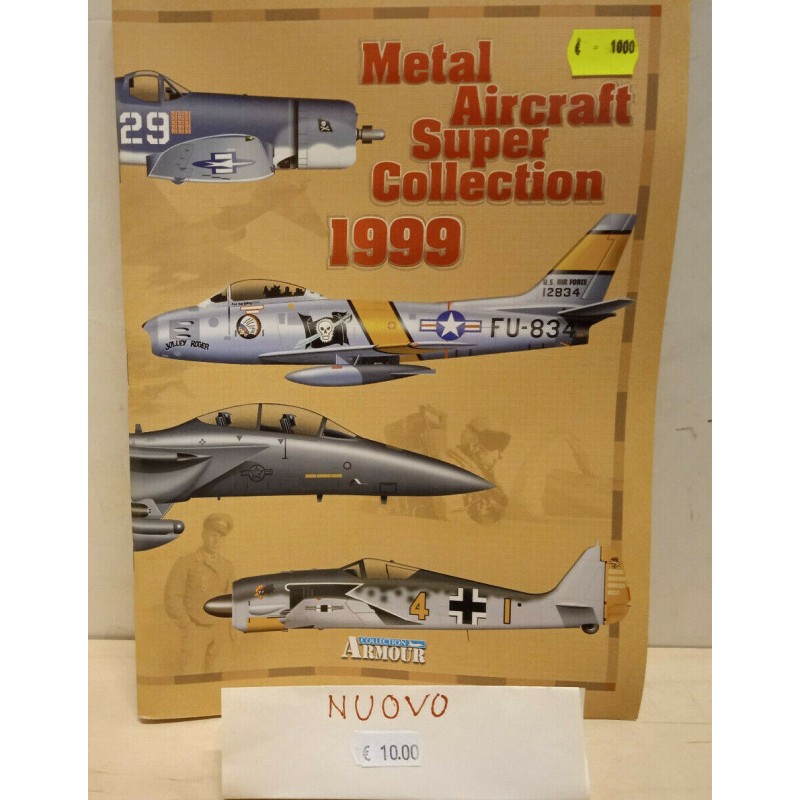 € - 1000
Metal
Aircraft
Super
Collection
1999
29
U.S. AIR FORCE
12834
FU-834
JOLLEY ROGER
4
I
COLLECTION
ARMOUR
NUOVO
€ 10.00